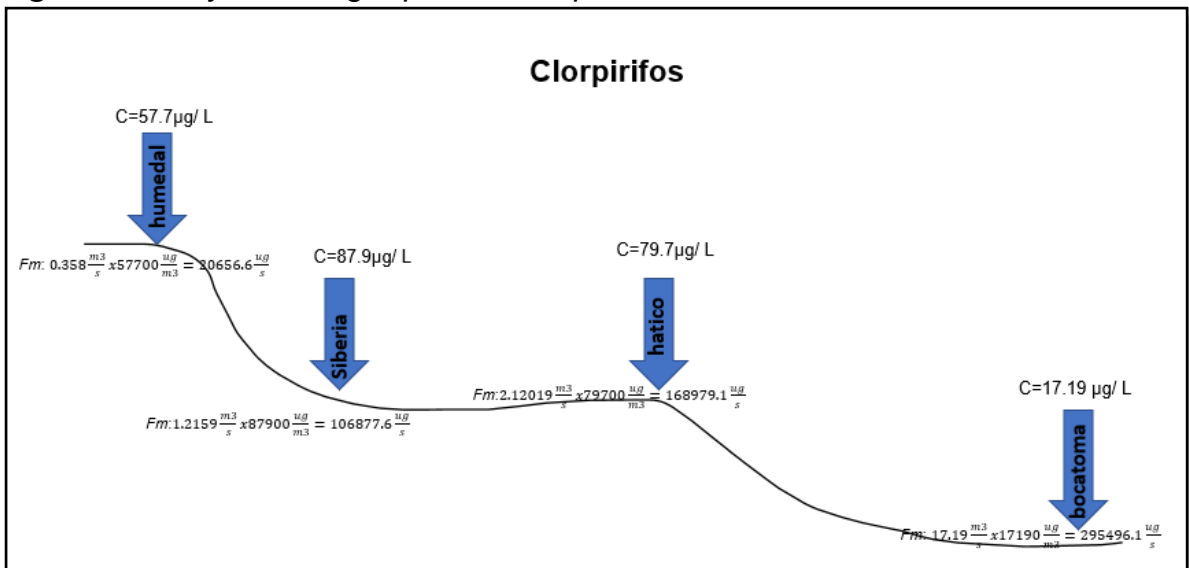 Clorpirifos
C=57.7µg/ L
humedal
Fm: 0.358 m3/s x57700 ug/m3 = 20656.6 ug/s
C=87.9µg/ L
Siberia
Fm:1.2159 m3/s x87900 ug/m3 = 106877.6 ug/s
C=79.7µg/ L
hatico
Fm:2.12019 m3/s x79700 ug/m3 = 168979.1 ug/s
C=17.19 µg/ L
bocatoma
Fm: 17.19 m3/s x17190 ug/m3 = 295496.1 ug/s